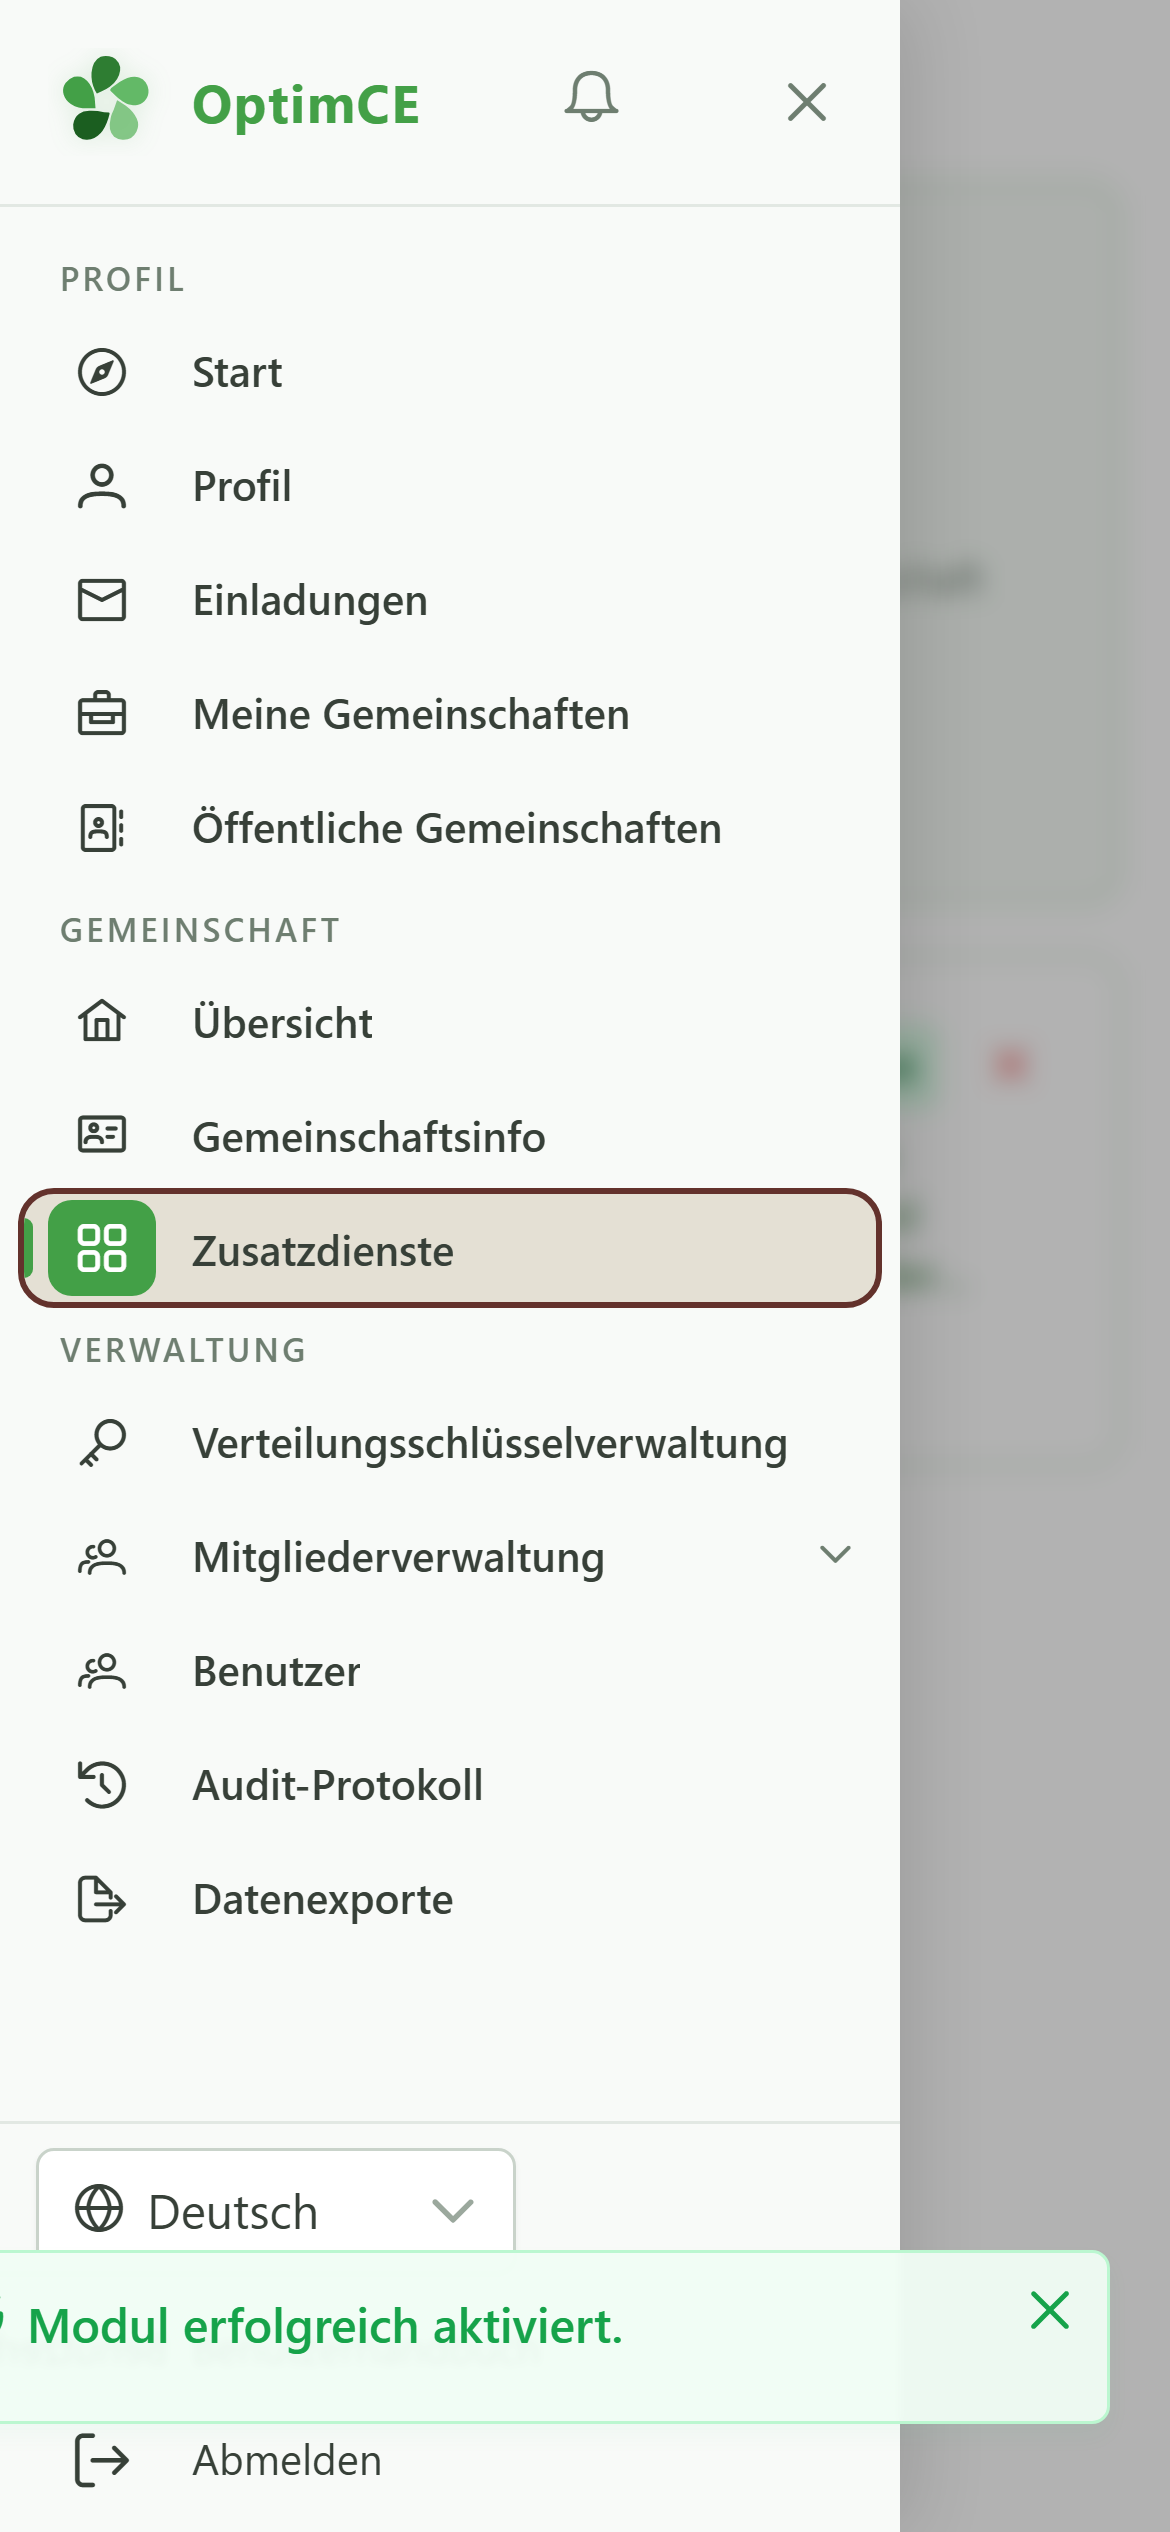 OptimCE
PROFIL
Start
Profil
Einladungen
Meine Gemeinschaften
Öffentliche Gemeinschaften
GEMEINSCHAFT
Übersicht
Gemeinschaftsinfo
Zusatzdienste
VERWALTUNG
Verteilungsschlüsselverwaltung
Mitgliederverwaltung
Benutzer
Audit-Protokoll
Datenexporte
Deutsch
Modul erfolgreich aktiviert.
Abmelden